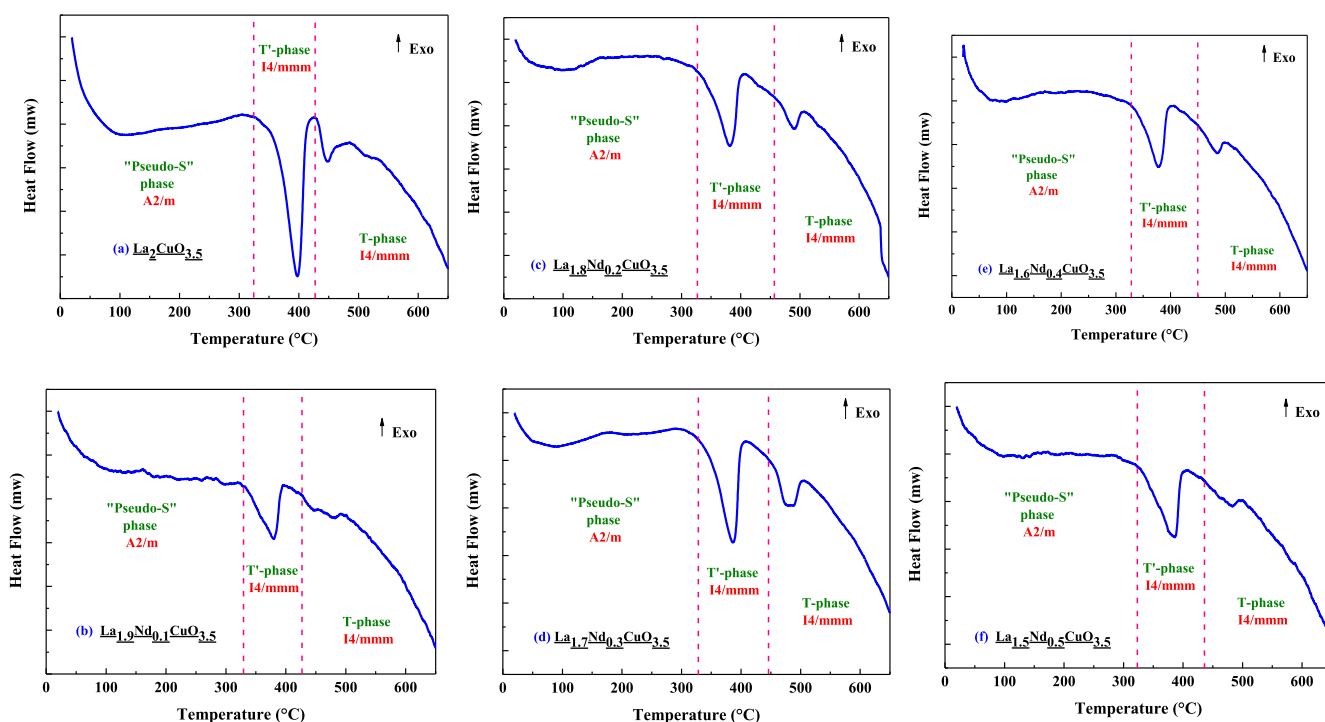 T'-phase
I4/mmm
Exo
"Pseudo-S"
phase
A2/m
(a) La2CuO3.5
T-phase
I4/mmm
Heat Flow (mw)
0 100 200 300 400 500 600
Temperature (°C)
Exo
"Pseudo-S"
phase
A2/m
T'-phase
I4/mmm
T-phase
I4/mmm
(c) La1.8Nd0.2CuO3.5
Heat Flow (mw)
0 100 200 300 400 500 600
Temperature (°C)
Exo
"Pseudo-S"
phase
A2/m
T'-phase
I4/mmm
T-phase
I4/mmm
(e) La1.6Nd0.4CuO3.5
Heat Flow (mw)
0 100 200 300 400 500 600
Temperature (°C)
Exo
"Pseudo-S"
phase
A2/m
T'-phase
I4/mmm
T-phase
I4/mmm
(b) La1.9Nd0.1CuO3.5
Heat Flow (mw)
0 100 200 300 400 500 600
Temperature (°C)
Exo
"Pseudo-S"
phase
A2/m
T'-phase
I4/mmm
T-phase
I4/mmm
(d) La1.7Nd0.3CuO3.5
Heat Flow (mw)
0 100 200 300 400 500 600
Temperature (°C)
Exo
"Pseudo-S"
phase
A2/m
T'-phase
I4/mmm
T-phase
I4/mmm
(f) La1.5Nd0.5CuO3.5
Heat Flow (mw)
0 100 200 300 400 500 600
Temperature (°C)